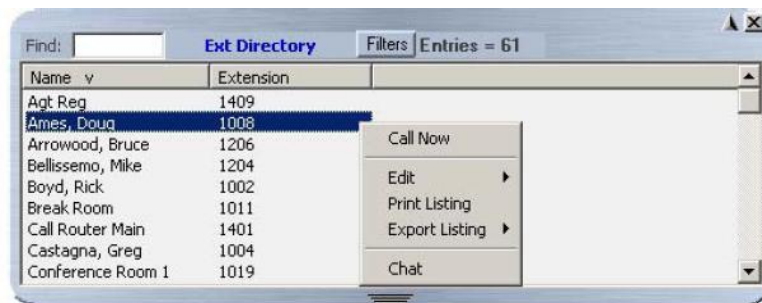 Find: Ext Directory Filters Entries = 61
Name v Extension
Agt Reg 1409
Ames, Doug 1008
Arrowood, Bruce 1206
Bellissemo, Mike 1204
Boyd, Rick 1002
Break Room 1011
Call Router Main 1401
Castagna, Greg 1004
Conference Room 1 1019
Call Now
Edit
Print Listing
Export Listing
Chat